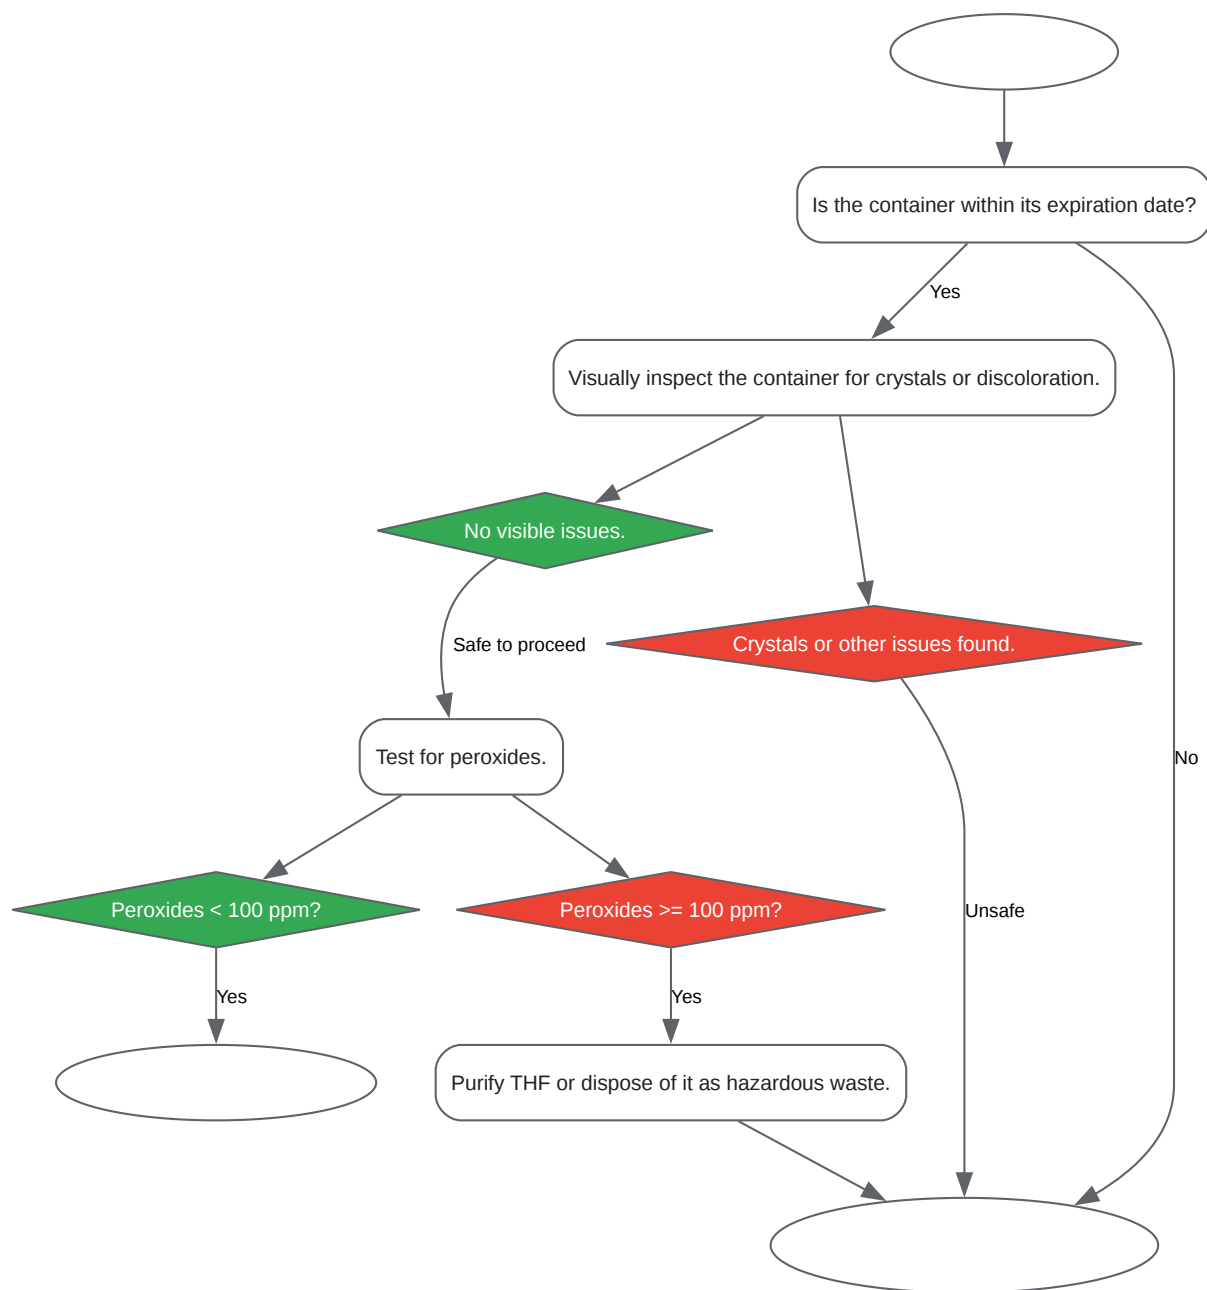 Is the container within its expiration date?
Yes
Visually inspect the container for crystals or discoloration.
No visible issues.
Safe to proceed
Crystals or other issues found.
Test for peroxides.
No
Peroxides < 100 ppm?
Peroxides >= 100 ppm?
Unsafe
Yes
Yes
Purify THF or dispose of it as hazardous waste.